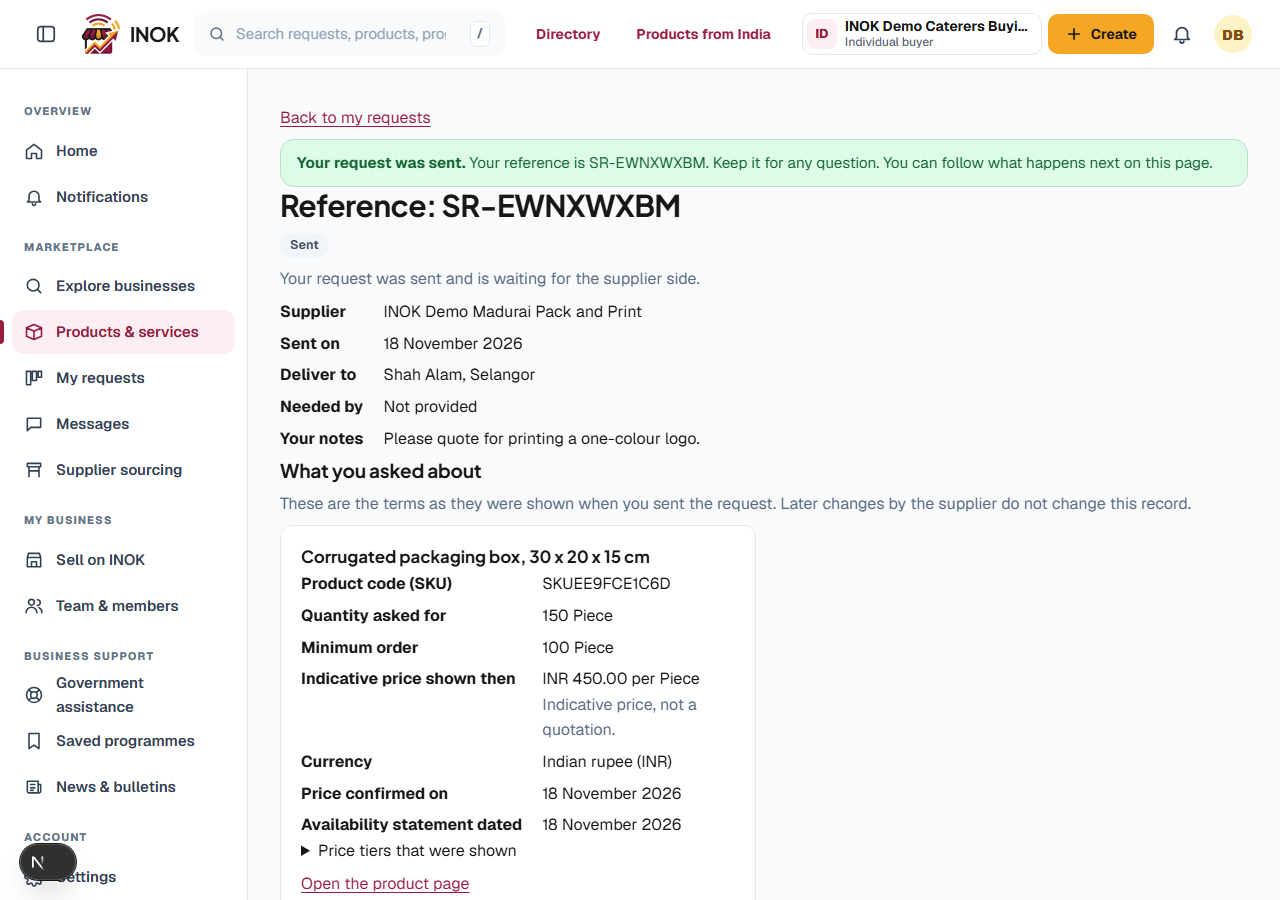 INOK
Search requests, products, prog
/
Directory
Products from India
ID
INOK Demo Caterers Buyi...
Individual buyer
Create
DB
OVERVIEW
Home
Notifications
MARKETPLACE
Explore businesses
Products & services
My requests
Messages
Supplier sourcing
MY BUSINESS
Sell on INOK
Team & members
BUSINESS SUPPORT
Government
assistance
Saved programmes
News & bulletins
ACCOUNT
N
ettings
Back to my requests
Your request was sent. Your reference is SR-EWNXWXBM. Keep it for any question. You can follow what happens next on this page.
Reference: SR-EWNXWXBM
Sent
Your request was sent and is waiting for the supplier side.
Supplier INOK Demo Madurai Pack and Print
Sent on 18 November 2026
Deliver to Shah Alam, Selangor
Needed by Not provided
Your notes Please quote for printing a one-colour logo.
What you asked about
These are the terms as they were shown when you sent the request. Later changes by the supplier do not change this record.
Corrugated packaging box, 30 x 20 x 15 cm
Product code (SKU) SKUEE9FCE1C6D
Quantity asked for 150 Piece
Minimum order 100 Piece
Indicative price shown then INR 450.00 per Piece
Indicative price, not a
quotation.
Currency Indian rupee (INR)
Price confirmed on 18 November 2026
Availability statement dated 18 November 2026
Price tiers that were shown
Open the product page